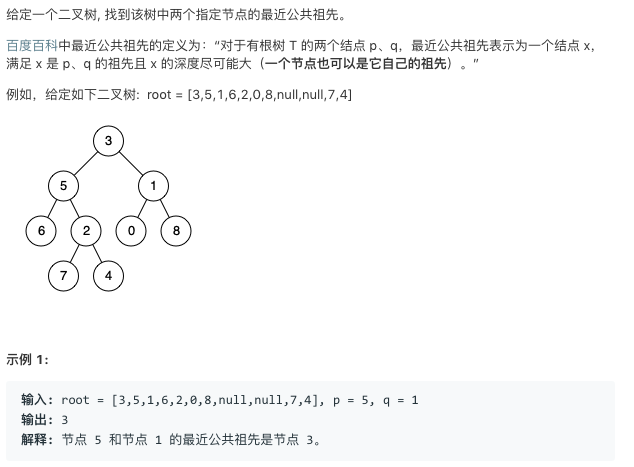 给定一个二叉树, 找到该树中两个指定节点的最近公共祖先。
百度百科中最近公共祖先的定义为：“对于有根树 T 的两个结点 p、q，最近公共祖先表示为一个结点 x，
满足 x 是 p、q 的祖先且 x 的深度尽可能大（一个节点也可以是它自己的祖先）。”
例如，给定如下二叉树:  root = [3,5,1,6,2,0,8,null,null,7,4]
3
5 1
6 2 0 8
7 4
示例 1:
输入: root = [3,5,1,6,2,0,8,null,null,7,4], p = 5, q = 1
输出: 3
解释: 节点 5 和节点 1 的最近公共祖先是节点 3。